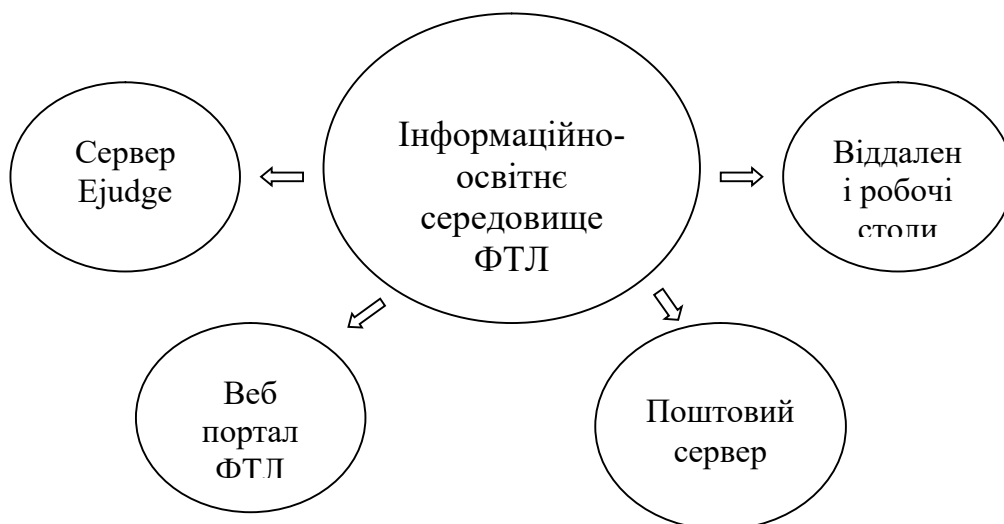 Інформаційно-
освітнє
середовище
ФТЛ
Сервер
Ejudge
Віддален
і робочі
столи
Веб
портал
ФТЛ
Поштовий
сервер